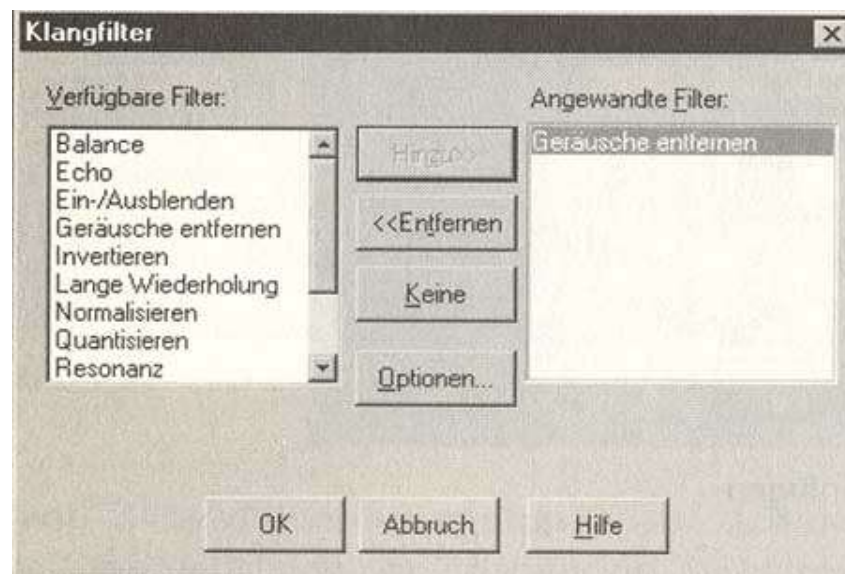 Klangfilter
Verfügbare Filter:
Balance
Echo
Ein-/Ausblenden
Geräusche entfernen
Invertieren
Lange Wiederholung
Normalisieren
Quantisieren
Resonanz
Hinzu>>
<<Entfernen
Keine
Optionen...
Angewandte Filter:
Geräusche entfernen
OK
Abbruch
Hilfe